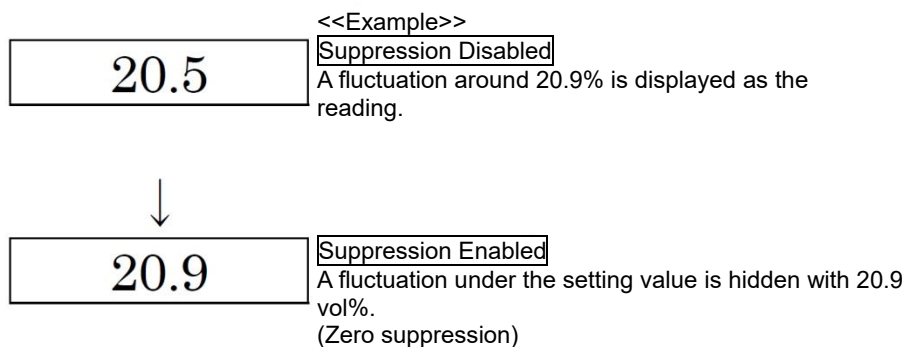 <<Example>>
20.5
Suppression Disabled
A fluctuation around 20.9% is displayed as the
reading.
↓
20.9
Suppression Enabled
A fluctuation under the setting value is hidden with 20.9
vol%.
(Zero suppression)